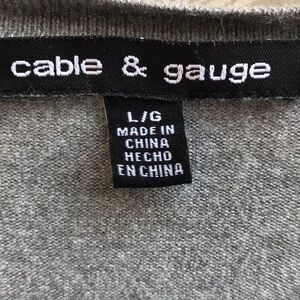 cable & gauge
L/G
MADE IN
CHINA
HECHO
EN CHINA